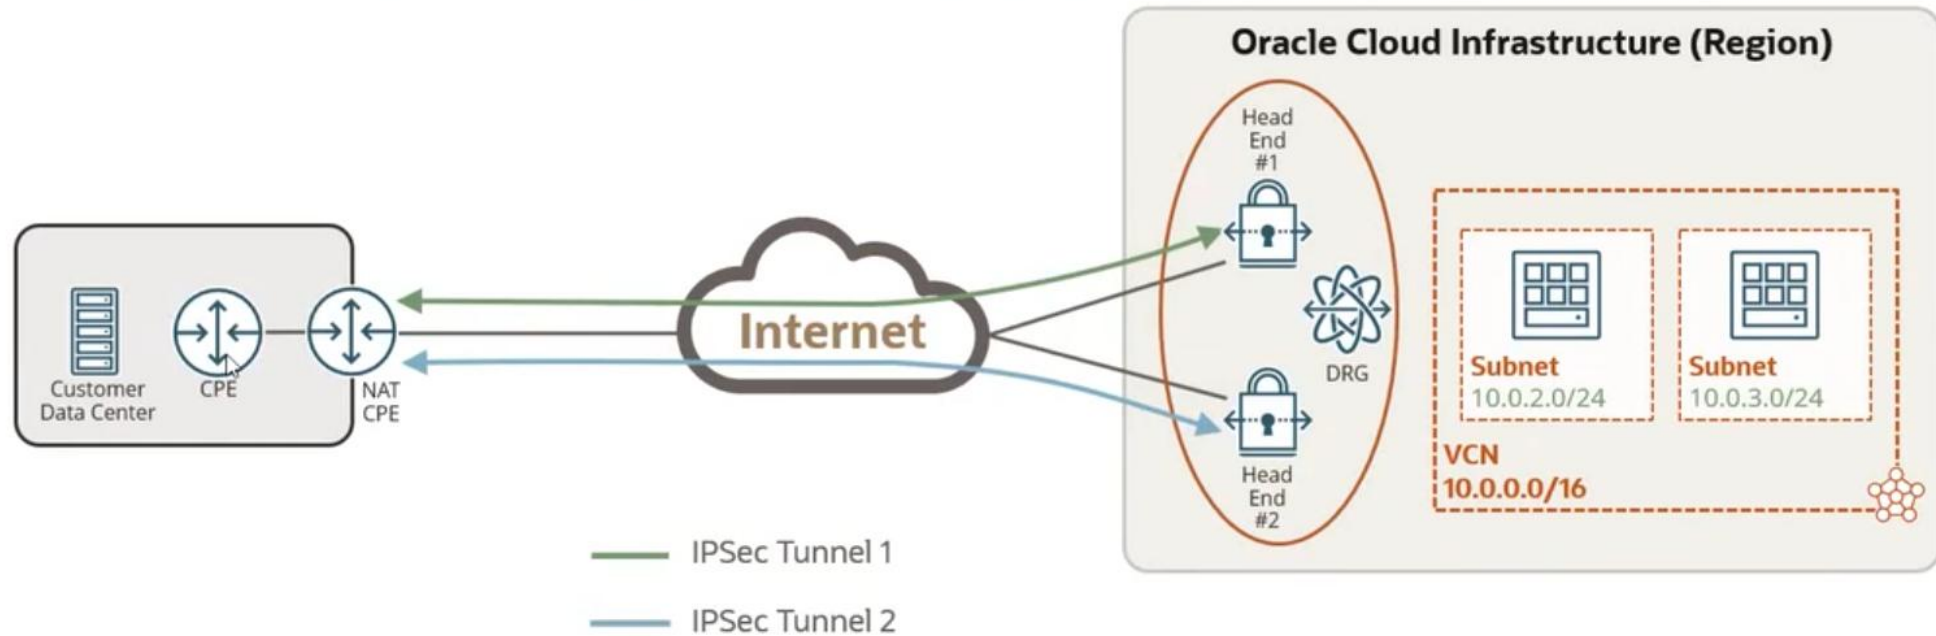 Oracle Cloud Infrastructure (Region)
Head
End
#1
Customer
Data Center
CPE
NAT
CPE
Internet
DRG
Subnet
10.0.2.0/24
Subnet
10.0.3.0/24
VCN
10.0.0.0/16
Head
End
#2
IPSec Tunnel 1
IPSec Tunnel 2